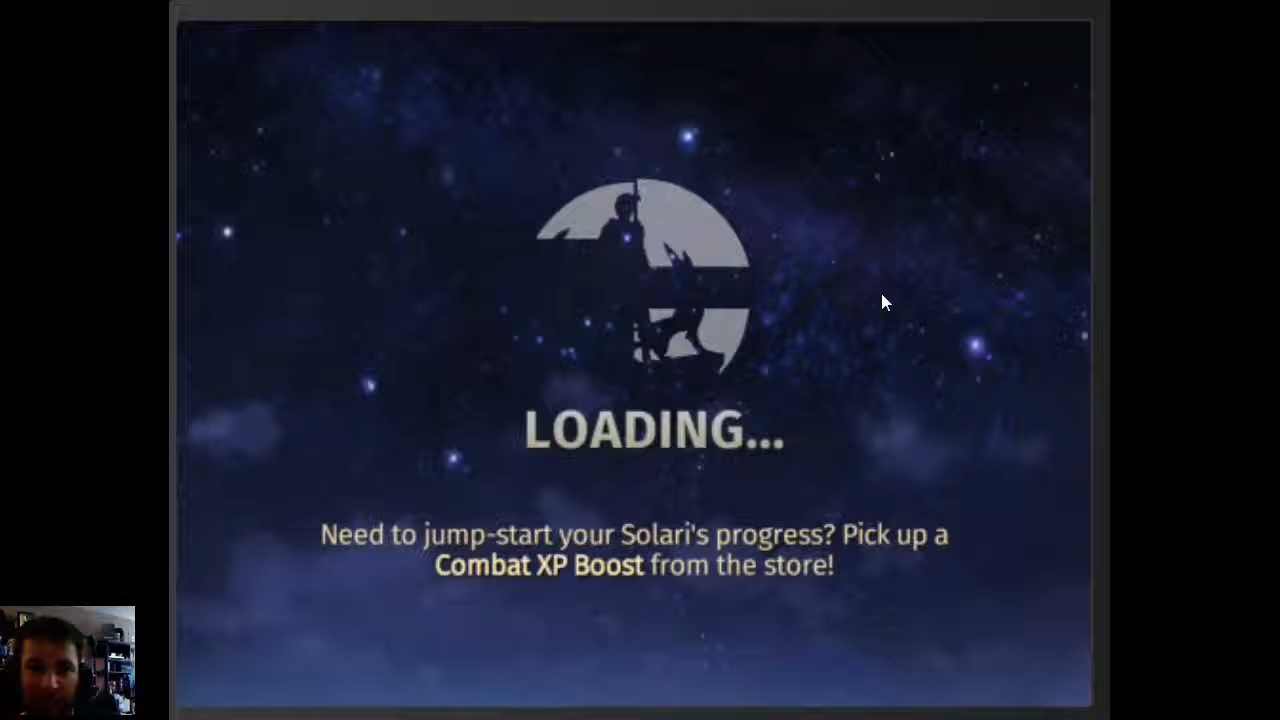 LOADING...
Need to jump-start your Solari's progress? Pick up a
Combat XP Boost from the store!